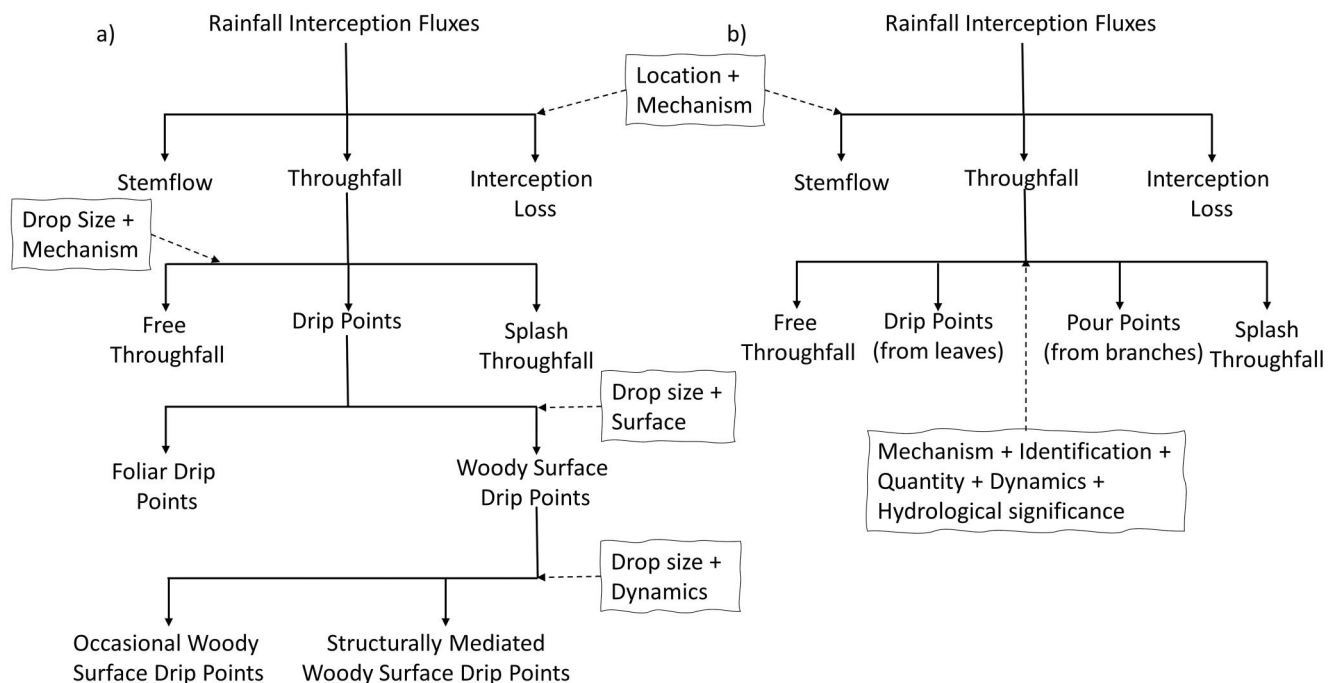 a)
Rainfall Interception Fluxes
b)
Rainfall Interception Fluxes
Location +
Mechanism
Stemflow
Throughfall
Interception
Loss
Stemflow
Throughfall
Interception
Loss
Drop Size +
Mechanism
Free
Throughfall
Drip Points
Splash
Throughfall
Free
Throughfall
Drip Points
(from leaves)
Pour Points
(from branches)
Splash
Throughfall
Drop size +
Surface
Foliar Drip
Points
Woody Surface
Drip Points
Mechanism + Identification +
Quantity + Dynamics +
Hydrological significance
Drop size +
Dynamics
Occasional Woody
Surface Drip Points
Structurally Mediated
Woody Surface Drip Points